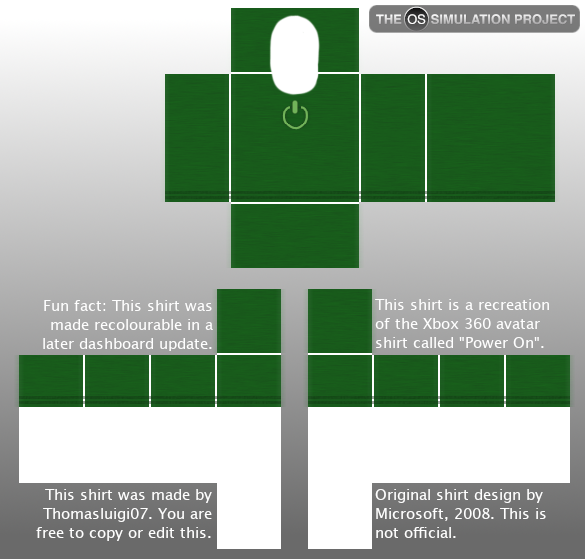 THE OS SIMULATION PROJECT
Fun fact: This shirt was
made recolourable in a
later dashboard update.
This shirt is a recreation
of the Xbox 360 avatar
shirt called "Power On".
This shirt was made by
Thomasluigi07. You are
free to copy or edit this.
Original shirt design by
Microsoft, 2008. This is
not official.